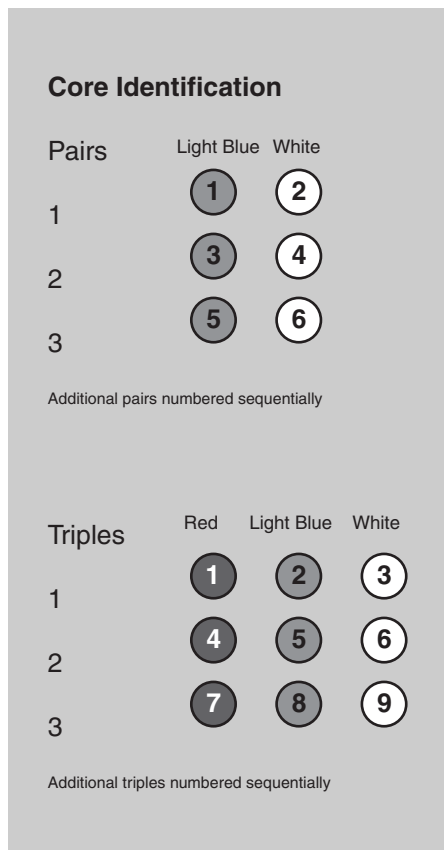 Core Identification
Pairs Light Blue White
1 1 2
2 3 4
3 5 6
Additional pairs numbered sequentially
Triples Red Light Blue White
1 1 2 3
2 4 5 6
3 7 8 9
Additional triples numbered sequentially